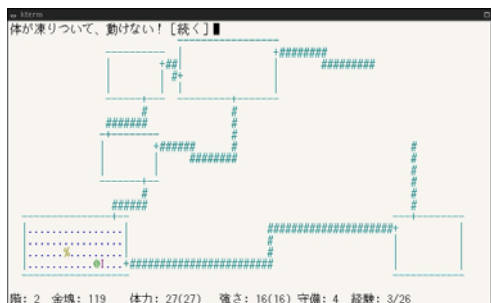 kterm
体が凍りついて、動けない！[続く]
階: 2 金塊: 119 体力: 27(27) 強さ: 16(16) 守備: 4 経験: 3/26